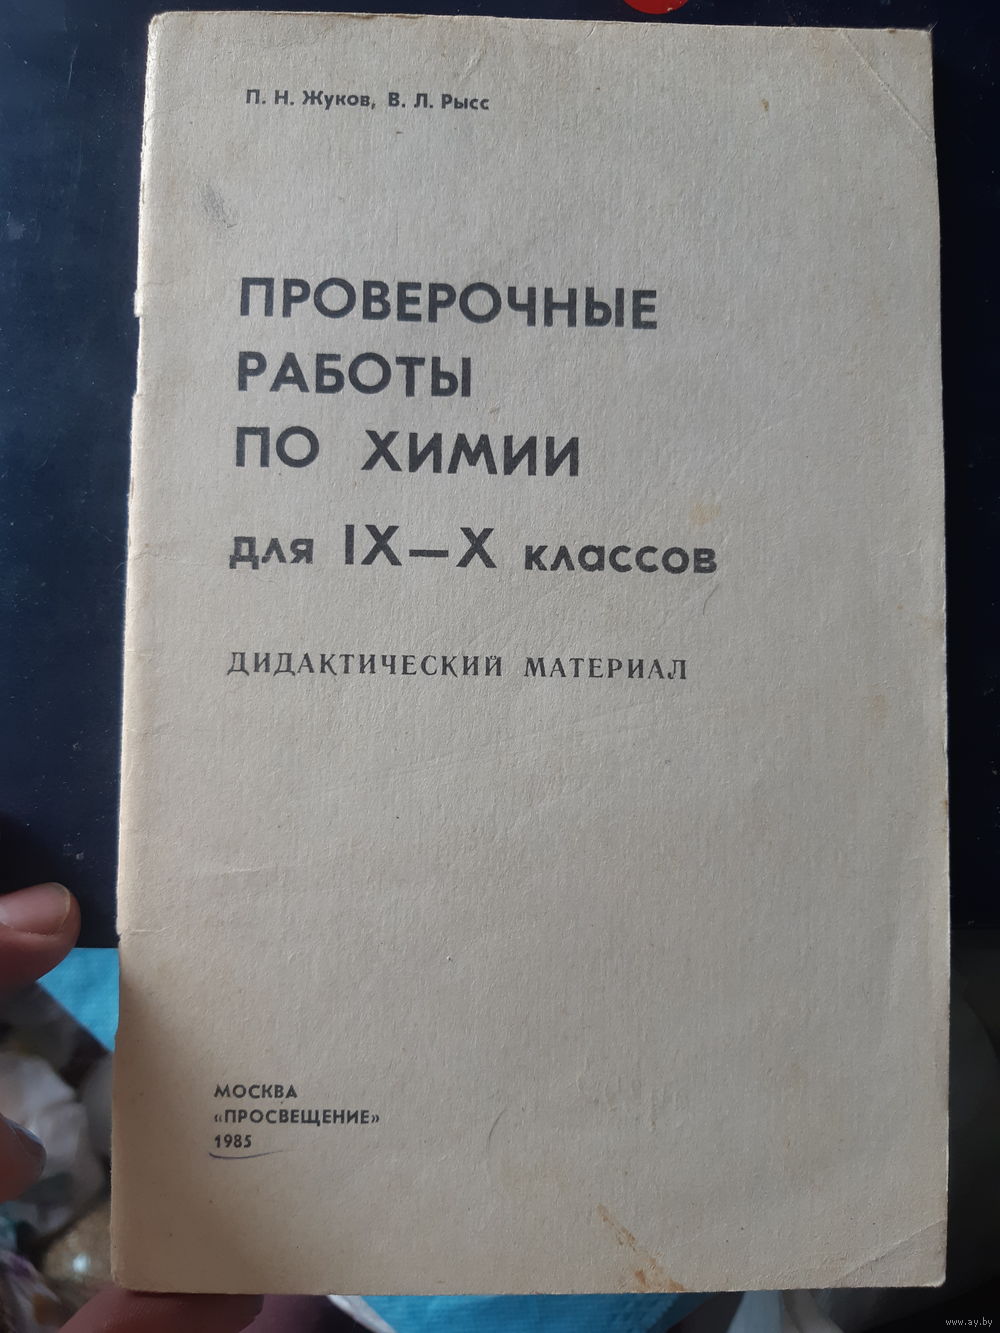 П. Н. Жуков, В. Л. Рысс
ПРОВЕРОЧНЫЕ
РАБОТЫ
ПО ХИМИИ
для IX—X классов
ДИДАКТИЧЕСКИЙ МАТЕРИАЛ
МОСКВА
«ПРОСВЕЩЕНИЕ»
1985
www.ay.by